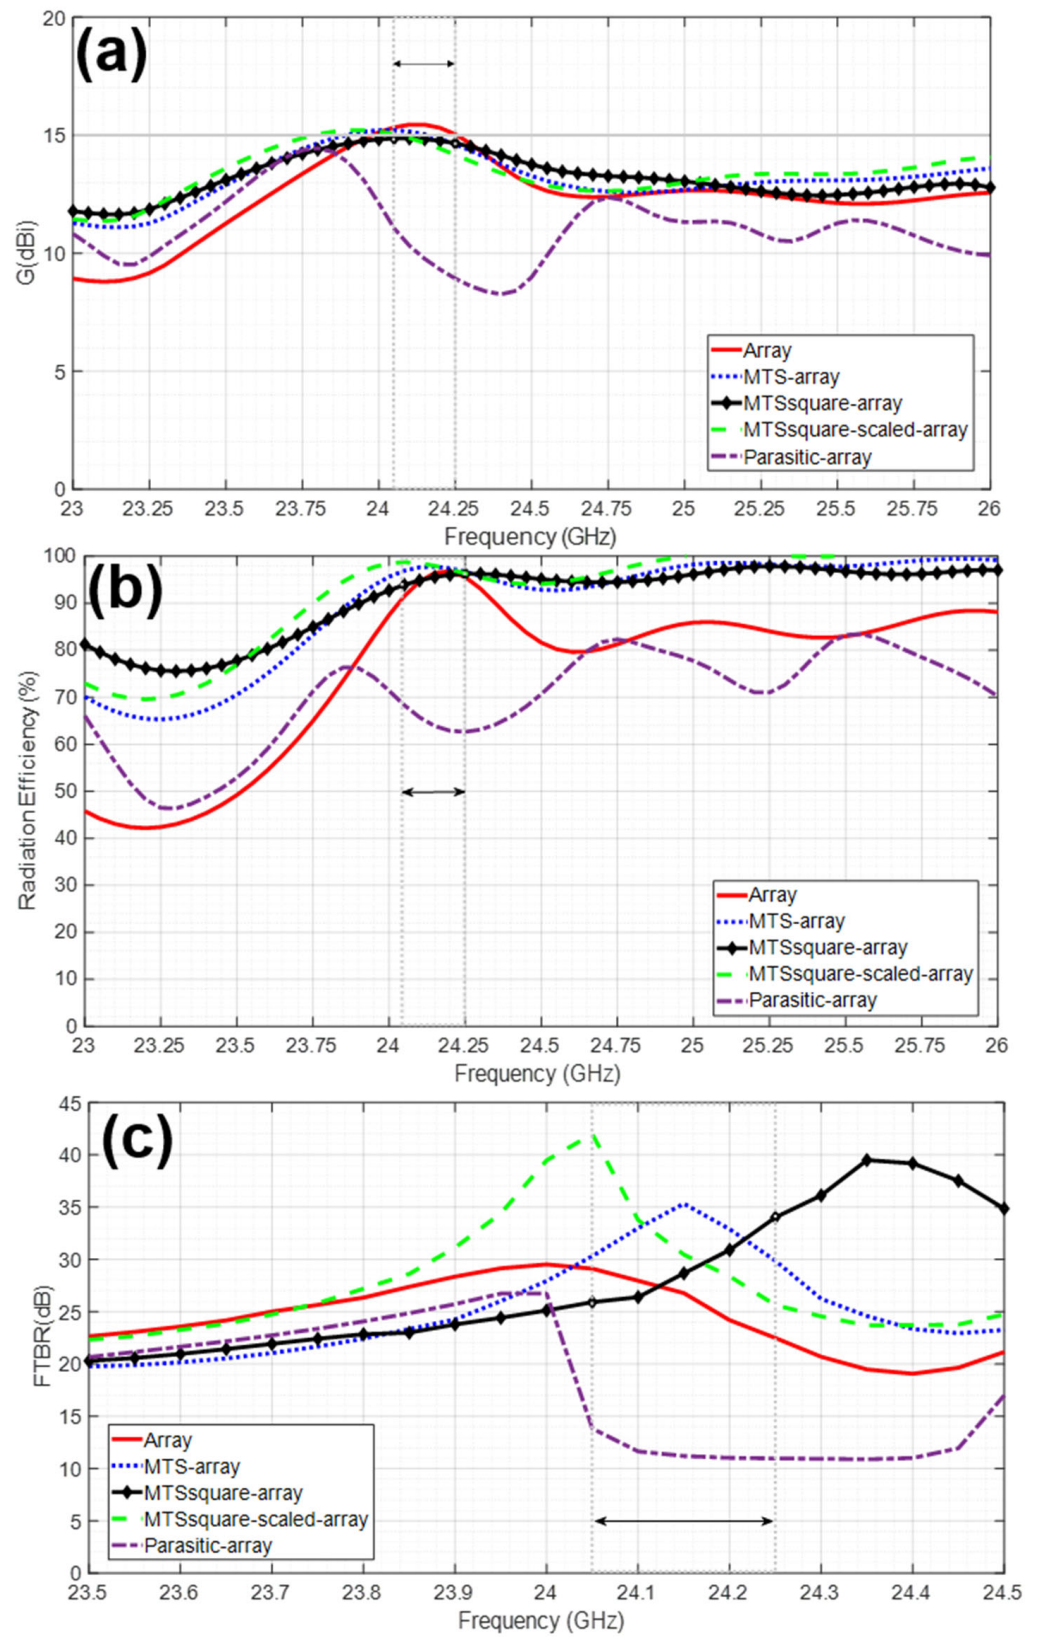 (a)
20
15
10
5
0
G(dBi)
23 23.25 23.5 23.75 24 24.25 24.5 24.75 25 25.25 25.5 25.75 26
Frequency (GHz)
Array
MTS-array
MTSsquare-array
MTSsquare-scaled-array
Parasitic-array
(b)
100
90
80
70
60
50
40
30
20
10
0
Radiation Efficiency (%)
23 23.25 23.5 23.75 24 24.25 24.5 24.75 25 25.25 25.5 25.75 26
Frequency (GHz)
Array
MTS-array
MTSsquare-array
MTSsquare-scaled-array
Parasitic-array
(c)
45
40
35
30
25
20
15
10
5
0
FTBR(dB)
23.5 23.6 23.7 23.8 23.9 24 24.1 24.2 24.3 24.4 24.5
Frequency (GHz)
Array
MTS-array
MTSsquare-array
MTSsquare-scaled-array
Parasitic-array